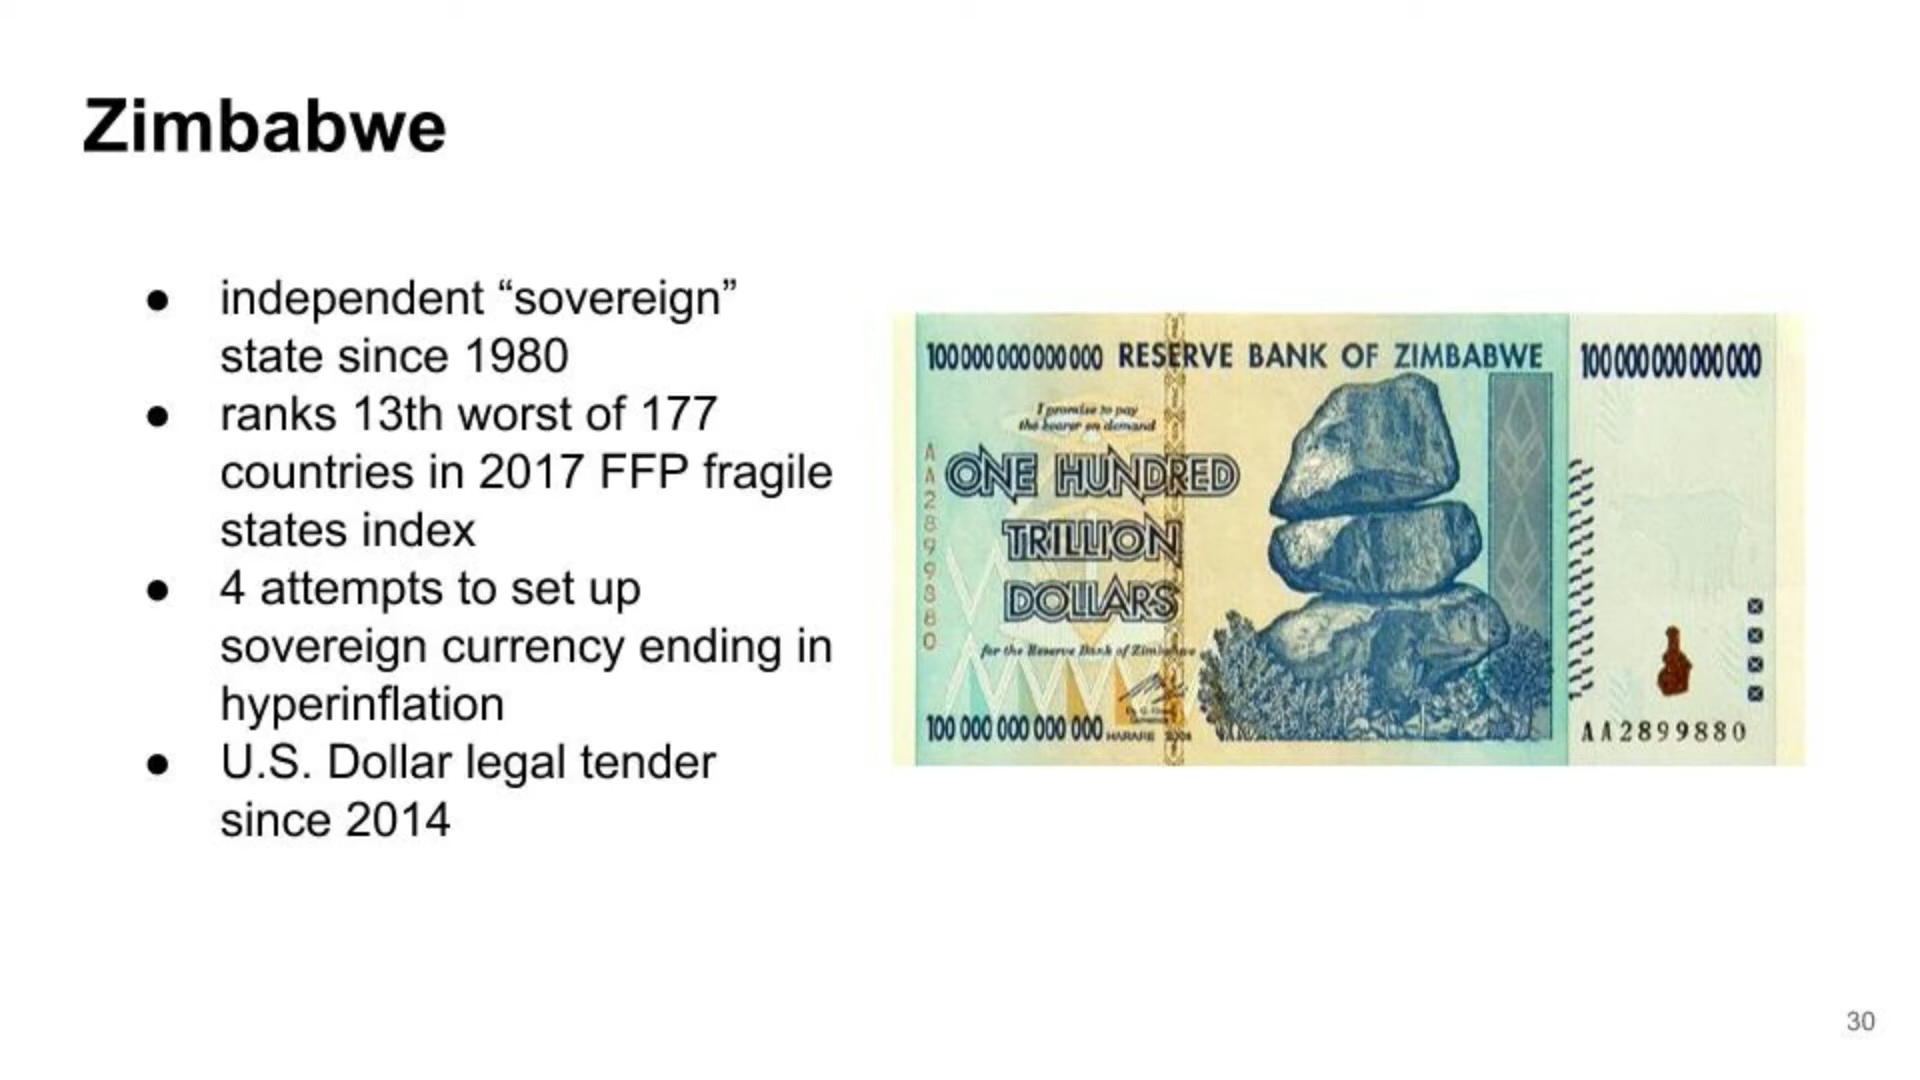 Zimbabwe
● independent “sovereign”
state since 1980
● ranks 13th worst of 177
countries in 2017 FFP fragile
states index
● 4 attempts to set up
sovereign currency ending in
hyperinflation
● U.S. Dollar legal tender
since 2014
100 000 000 000 000 RESERVE BANK OF ZIMBABWE 100 000 000 000 000
I promise to pay
the bearer on demand
ONE HUNDRED
TRILLION
DOLLARS
for the Reserve Bank of Zimbabwe
100 000 000 000 000 HARARE
AA2899880
AA2899880
30